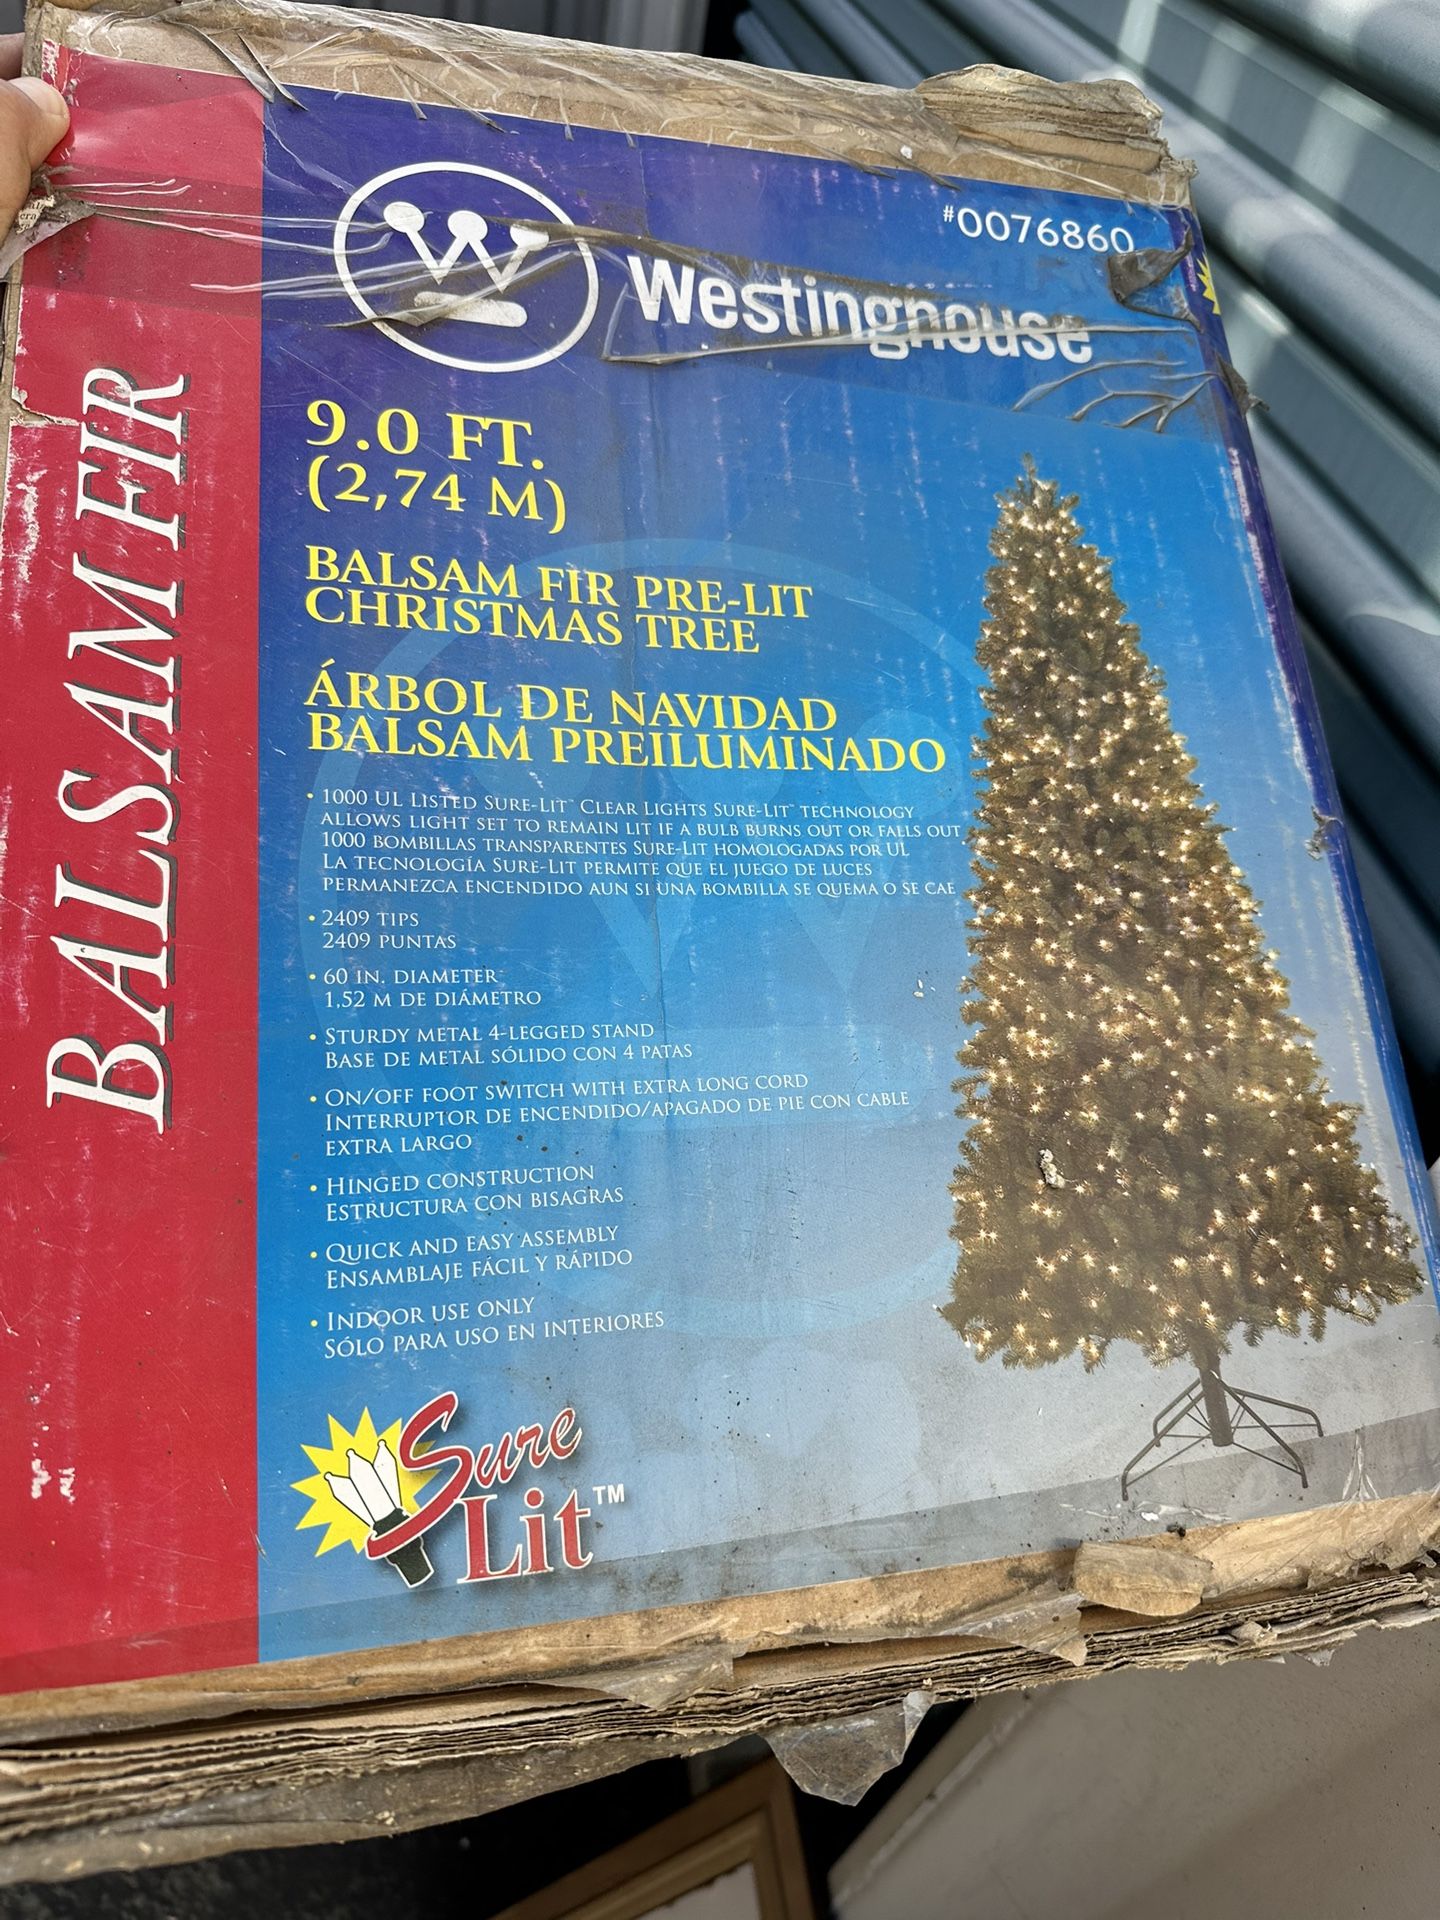 BALSAM FIR
#0076860
Westinghouse
9.0 FT.
(2,74 M)
BALSAM FIR PRE-LIT
CHRISTMAS TREE
ÁRBOL DE NAVIDAD
BALSAM PREILUMINADO
• 1000 UL LISTED SURE-LIT™ CLEAR LIGHTS SURE-LIT™ TECHNOLOGY
ALLOWS LIGHT SET TO REMAIN LIT IF A BULB BURNS OUT OR FALLS OUT
1000 BOMBILLAS TRANSPARENTES SURE-LIT HOMOLOGADAS POR UL
LA TECNOLOGÍA SURE-LIT PERMITE QUE EL JUEGO DE LUCES
PERMANEZCA ENCENDIDO AUN SI UNA BOMBILLA SE QUEMA O SE CAE
• 2409 TIPS
2409 PUNTAS
• 60 IN. DIAMETER
1,52 M DE DIÁMETRO
• STURDY METAL 4-LEGGED STAND
BASE DE METAL SÓLIDO CON 4 PATAS
• ON/OFF FOOT SWITCH WITH EXTRA LONG CORD
INTERRUPTOR DE ENCENDIDO/APAGADO DE PIE CON CABLE
EXTRA LARGO
• HINGED CONSTRUCTION
ESTRUCTURA CON BISAGRAS
• QUICK AND EASY ASSEMBLY
ENSAMBLAJE FÁCIL Y RÁPIDO
• INDOOR USE ONLY
SÓLO PARA USO EN INTERIORES
Sure
Lit™